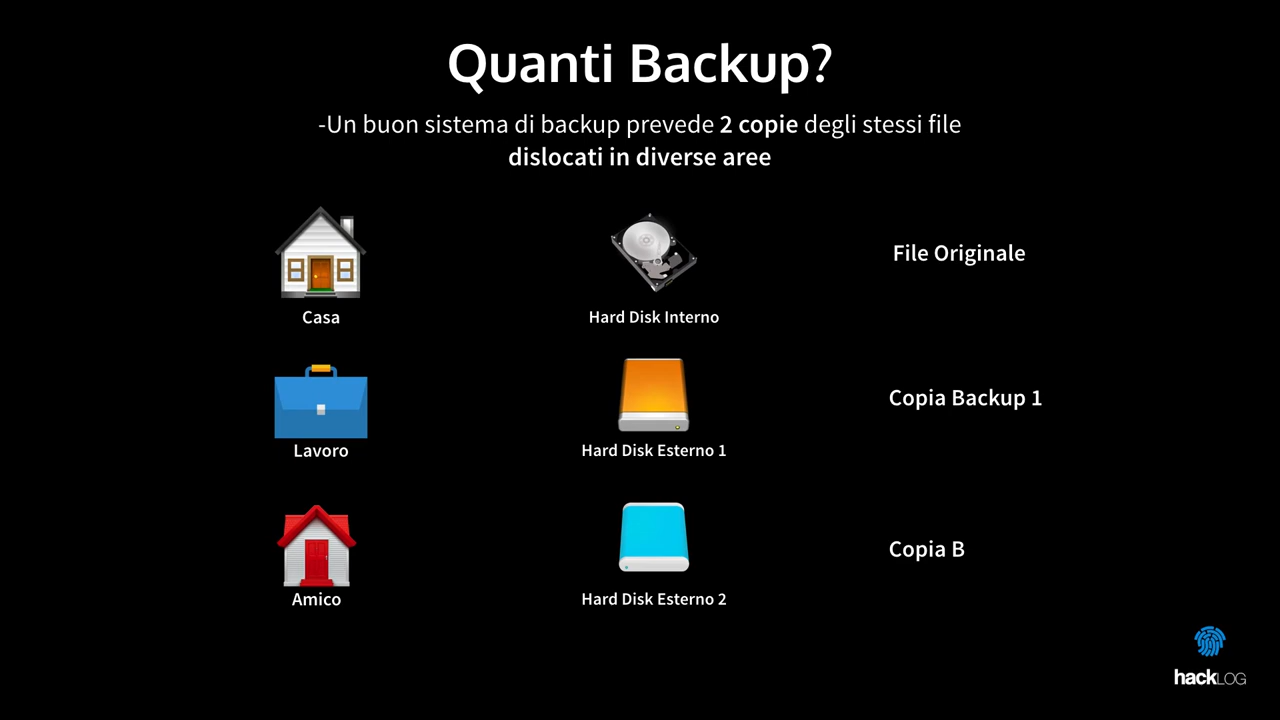 Quanti Backup?
-Un buon sistema di backup prevede 2 copie degli stessi file
dislocati in diverse aree
File Originale
Casa
Hard Disk Interno
Copia Backup 1
Lavoro
Hard Disk Esterno 1
Copia B
Amico
Hard Disk Esterno 2
hackLOG